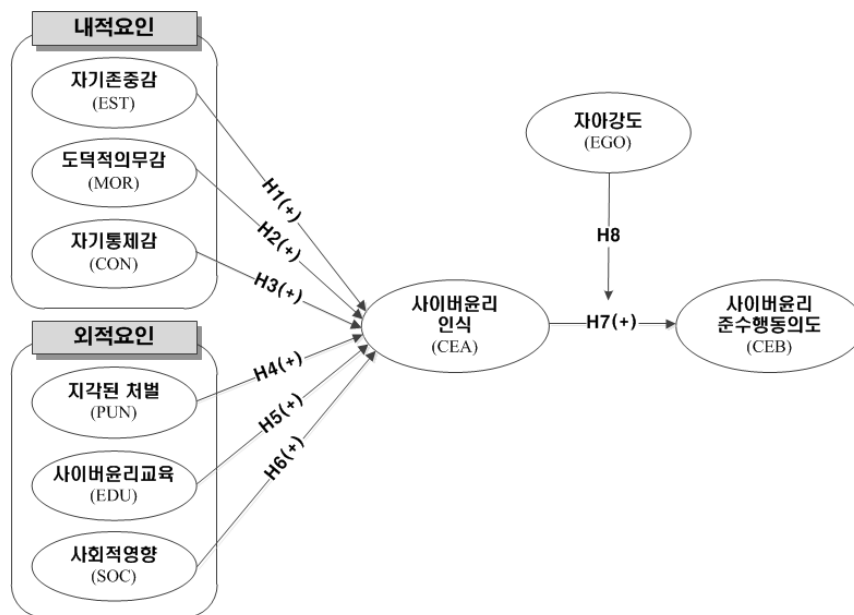 내적요인
자기존중감
(EST)
도덕적의무감
(MOR)
자기통제감
(CON)
H1(+)
H2(+)
H3(+)
외적요인
지각된 처벌
(PUN)
사이버윤리교육
(EDU)
사회적영향
(SOC)
H4(+)
H5(+)
H6(+)
사이버윤리
인식
(CEA)
자아강도
(EGO)
H8
H7(+)
사이버윤리
준수행동의도
(CEB)